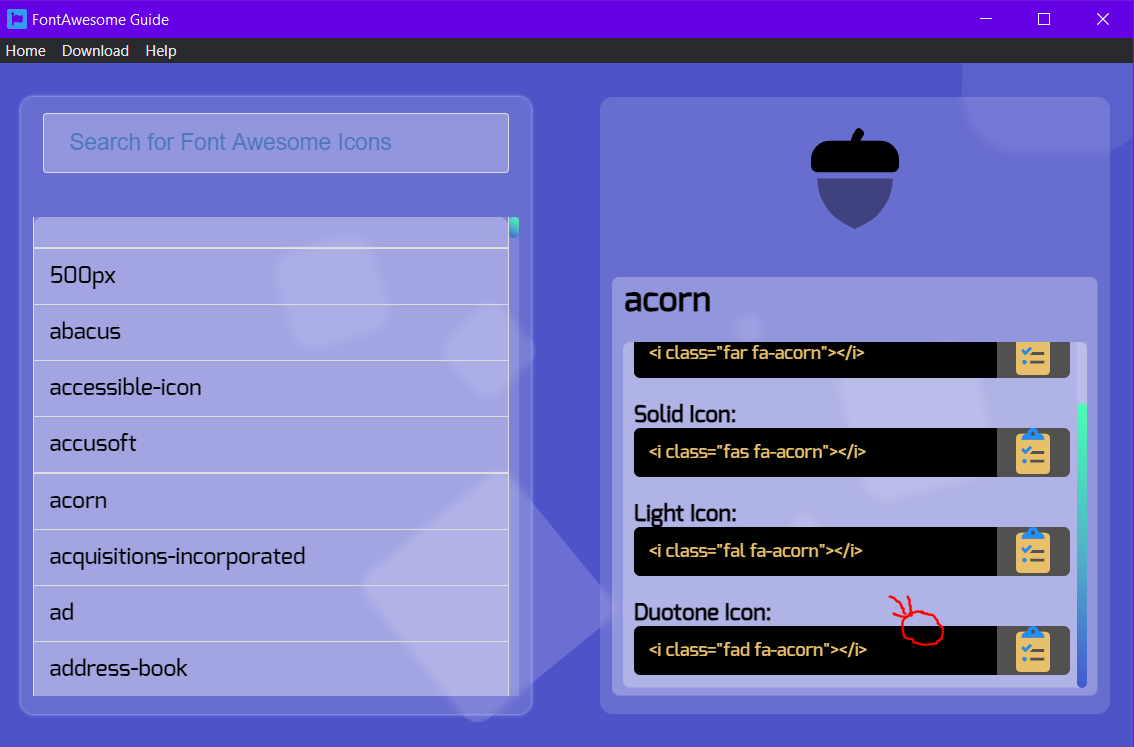 FontAwesome Guide
Home Download Help
Search for Font Awesome Icons
500px
abacus
accessible-icon
accusoft
acorn
acquisitions-incorporated
ad
address-book
acorn
<i class="far fa-acorn"></i>
Solid Icon:
<i class="fas fa-acorn"></i>
Light Icon:
<i class="fal fa-acorn"></i>
Duotone Icon:
<i class="fad fa-acorn"></i>